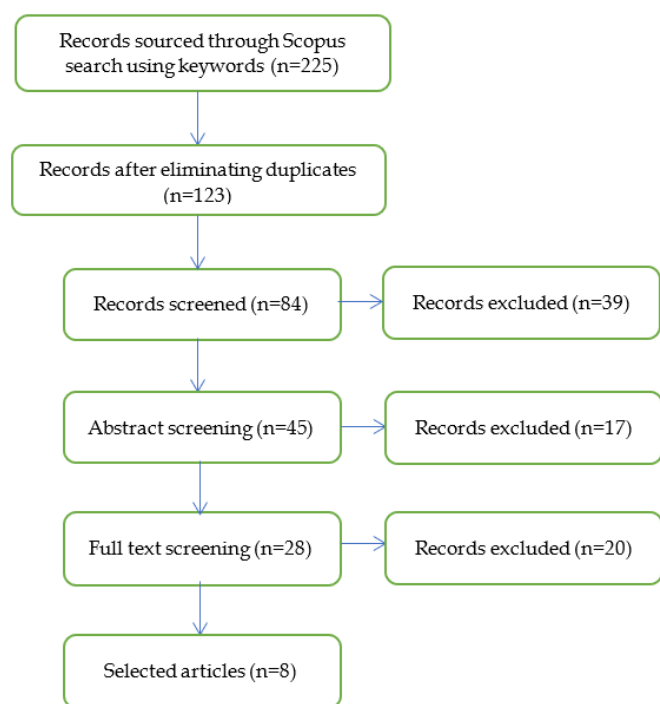 Records sourced through Scopus
search using keywords (n=225)
Records after eliminating duplicates
(n=123)
Records screened (n=84)
Records excluded (n=39)
Abstract screening (n=45)
Records excluded (n=17)
Full text screening (n=28)
Records excluded (n=20)
Selected articles (n=8)